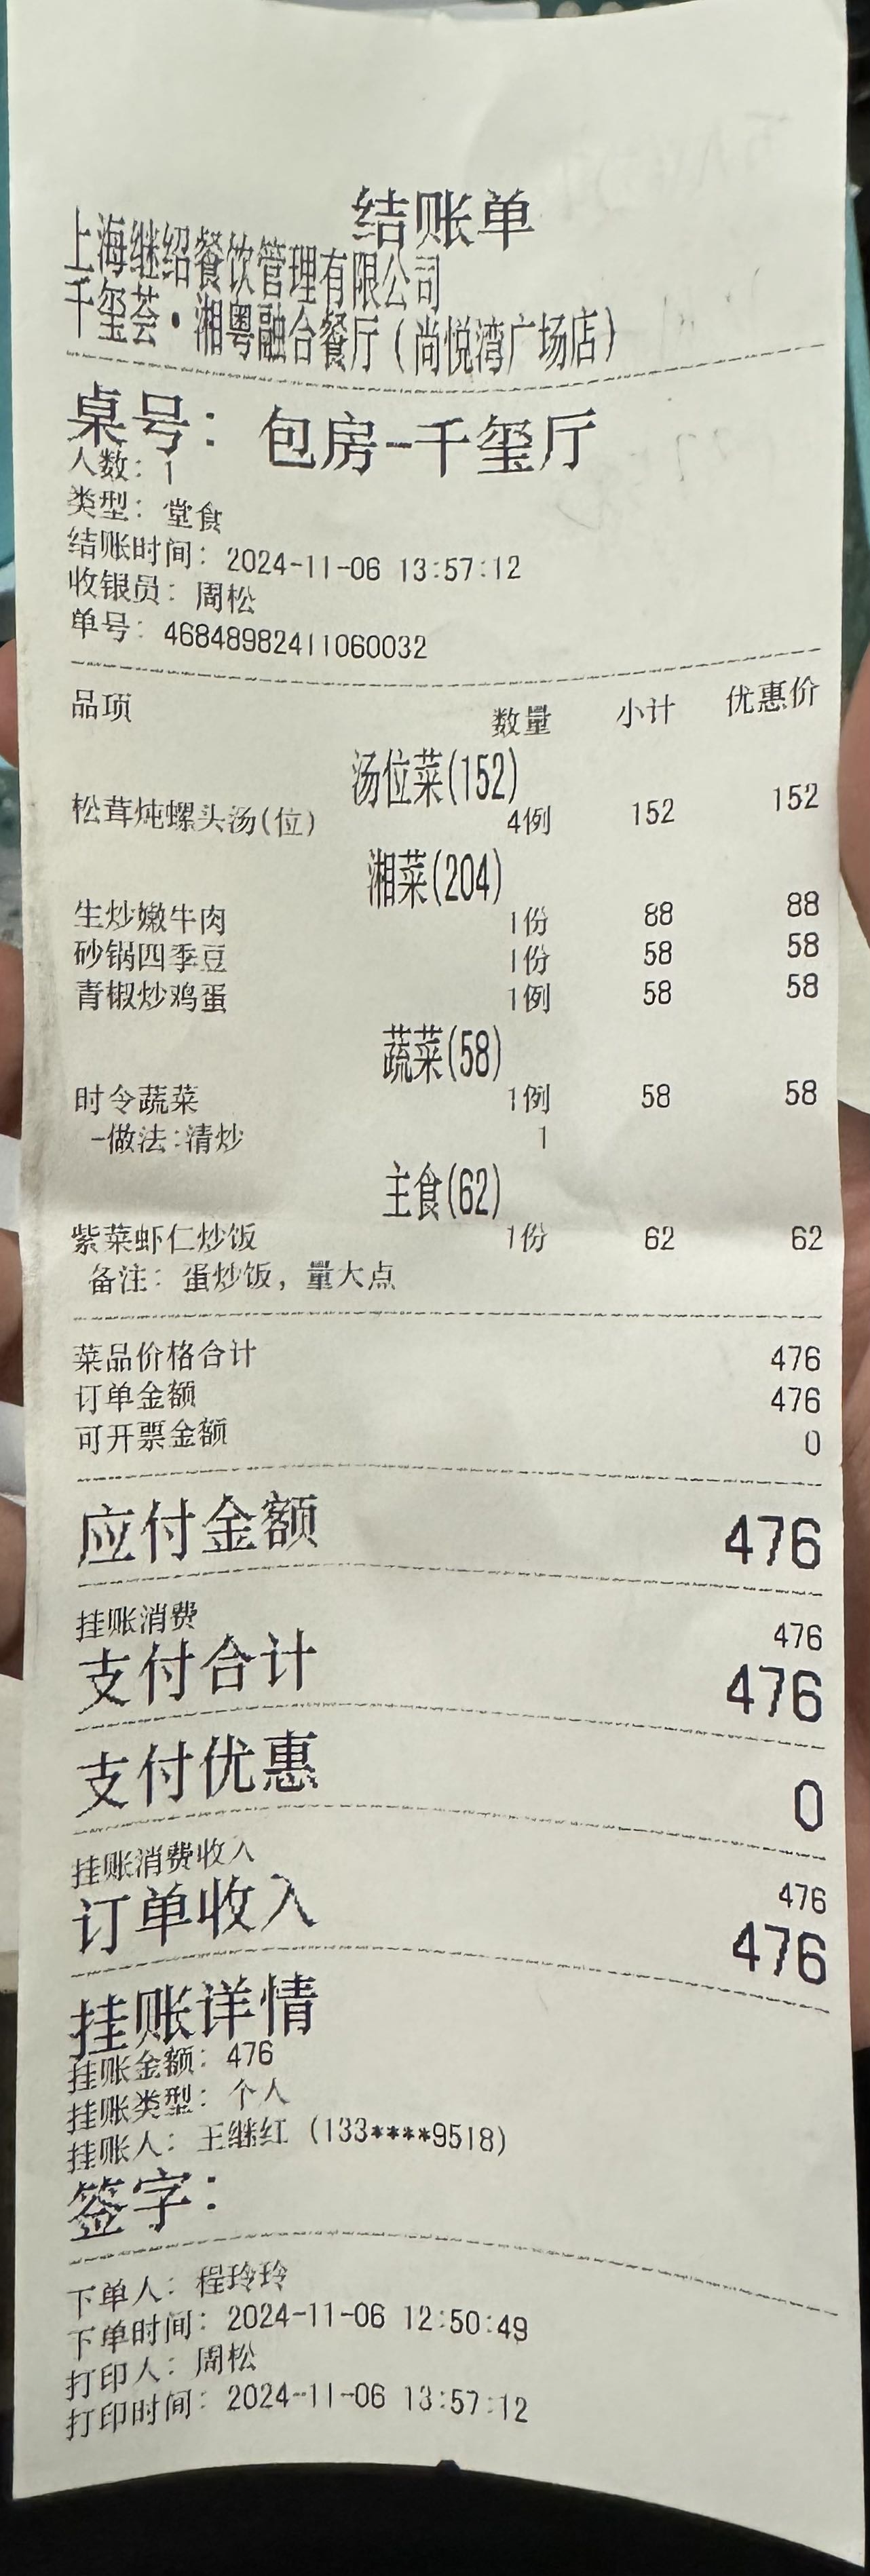 结账单
上海继绍餐饮管理有限公司
千玺荟·湘粤融合餐厅(尚悦湾广场店)
桌号: 包房-千玺厅
人数: 1
类型: 堂食
结账时间: 2024-11-06 13:57:12
收银员: 周松
单号: 46848982411060032
品项 数量 小计 优惠价
汤位菜(152)
松茸炖螺头汤(位) 4例 152 152
湘菜(204)
生炒嫩牛肉 1份 88 88
砂锅四季豆 1份 58 58
青椒炒鸡蛋 1例 58 58
蔬菜(58)
时令蔬菜 1例 58 58
-做法:清炒 1
主食(62)
紫菜虾仁炒饭 1份 62 62
备注: 蛋炒饭, 量大点
菜品价格合计 476
订单金额 476
可开票金额 0
应付金额 476
挂账消费 476
支付合计 476
支付优惠 0
挂账消费收入 476
订单收入 476
挂账详情
挂账金额: 476
挂账类型: 个人
挂账人: 王继红 (133****9518)
签字:
下单人: 程玲玲
下单时间: 2024-11-06 12:50:49
打印人: 周松
打印时间: 2024-11-06 13:57:12